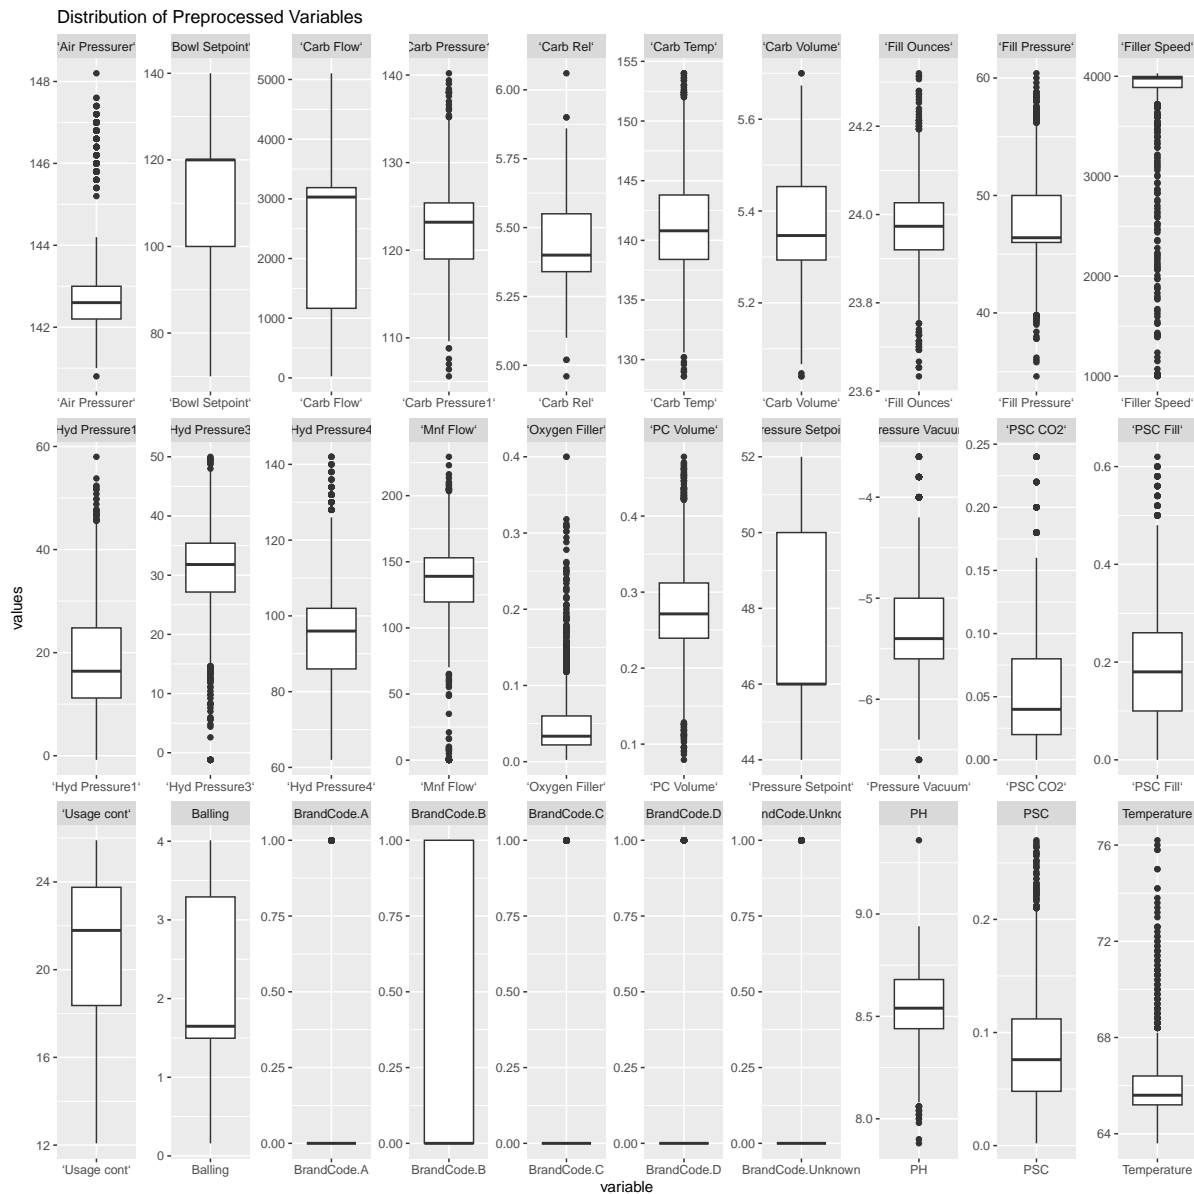 Distribution of Preprocessed Variables
‘Air Pressurer‘ ‘Bowl Setpoint‘ ‘Carb Flow‘ Carb Pressure1‘ ‘Carb Rel‘ ‘Carb Temp‘ ‘Carb Volume‘ ‘Fill Ounces‘ ‘Fill Pressure‘ ‘Filler Speed‘
148 146 144 142
140 120 100 80
5000 4000 3000 2000 1000 0
140 130 120 110
6.00 5.75 5.50 5.25 5.00
155 150 145 140 135 130
5.6 5.4 5.2
24.2 24.0 23.8 23.6
60 50 40
4000 3000 2000 1000
‘Air Pressurer‘ ‘Bowl Setpoint‘ ‘Carb Flow‘ ‘Carb Pressure1‘ ‘Carb Rel‘ ‘Carb Temp‘ ‘Carb Volume‘ ‘Fill Ounces‘ ‘Fill Pressure‘ ‘Filler Speed‘
Hyd Pressure1 Hyd Pressure3 Hyd Pressure4 ‘Mnf Flow‘ ‘Oxygen Filler‘ ‘PC Volume‘ ressure Setpoi ressure Vacuu ‘PSC CO2‘ ‘PSC Fill‘
60 40 20 0
50 40 30 20 10 0
140 120 100 80 60
200 150 100 50 0
0.4 0.3 0.2 0.1 0.0
0.4 0.3 0.2 0.1
52 50 48 46 44
−4 −5 −6
0.25 0.20 0.15 0.10 0.05 0.00
0.6 0.4 0.2 0.0
‘Hyd Pressure1‘ ‘Hyd Pressure3‘ ‘Hyd Pressure4‘ ‘Mnf Flow‘ ‘Oxygen Filler‘ ‘PC Volume‘ ‘Pressure Setpoint‘ ‘Pressure Vacuum‘ ‘PSC CO2‘ ‘PSC Fill‘
‘Usage cont‘ Balling BrandCode.A BrandCode.B BrandCode.C BrandCode.D ndCode.Unkno PH PSC Temperature
24 20 16 12
4 3 2 1 0
1.00 0.75 0.50 0.25 0.00
1.00 0.75 0.50 0.25 0.00
1.00 0.75 0.50 0.25 0.00
1.00 0.75 0.50 0.25 0.00
1.00 0.75 0.50 0.25 0.00
9.0 8.5 8.0
0.2 0.1 0.0
76 72 68 64
‘Usage cont‘ Balling BrandCode.A BrandCode.B BrandCode.C BrandCode.D BrandCode.Unknown PH PSC Temperature
variable
values